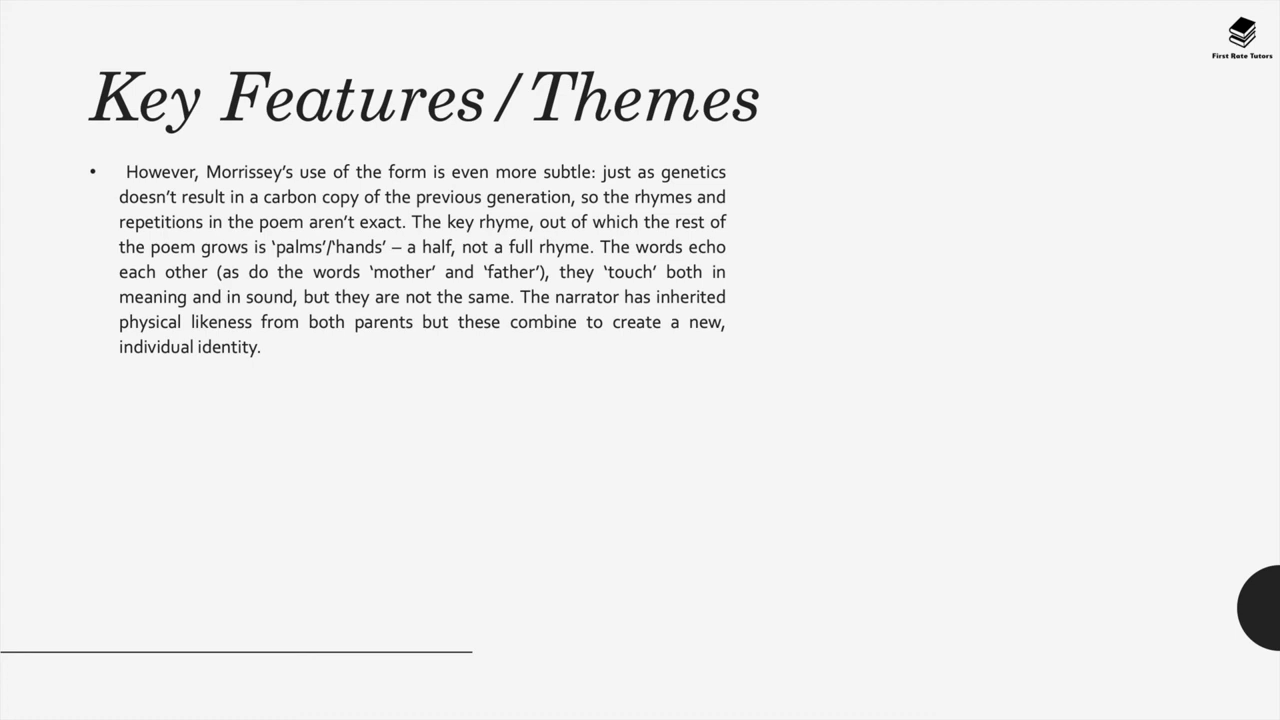 First Rate Tutors
Key Features/Themes
• However, Morrissey’s use of the form is even more subtle: just as genetics
doesn’t result in a carbon copy of the previous generation, so the rhymes and
repetitions in the poem aren’t exact. The key rhyme, out of which the rest of
the poem grows is ‘palms’/‘hands’ – a half, not a full rhyme. The words echo
each other (as do the words ‘mother’ and ‘father’), they ‘touch’ both in
meaning and in sound, but they are not the same. The narrator has inherited
physical likeness from both parents but these combine to create a new,
individual identity.